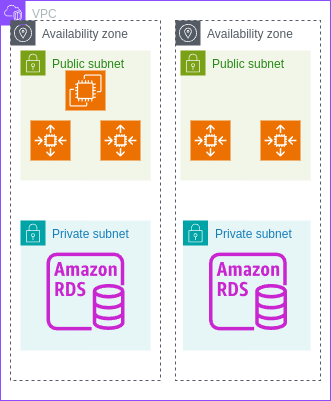 VPC
Availability zone
Availability zone
Public subnet
Public subnet
Private subnet
Private subnet
Amazon
RDS
Amazon
RDS